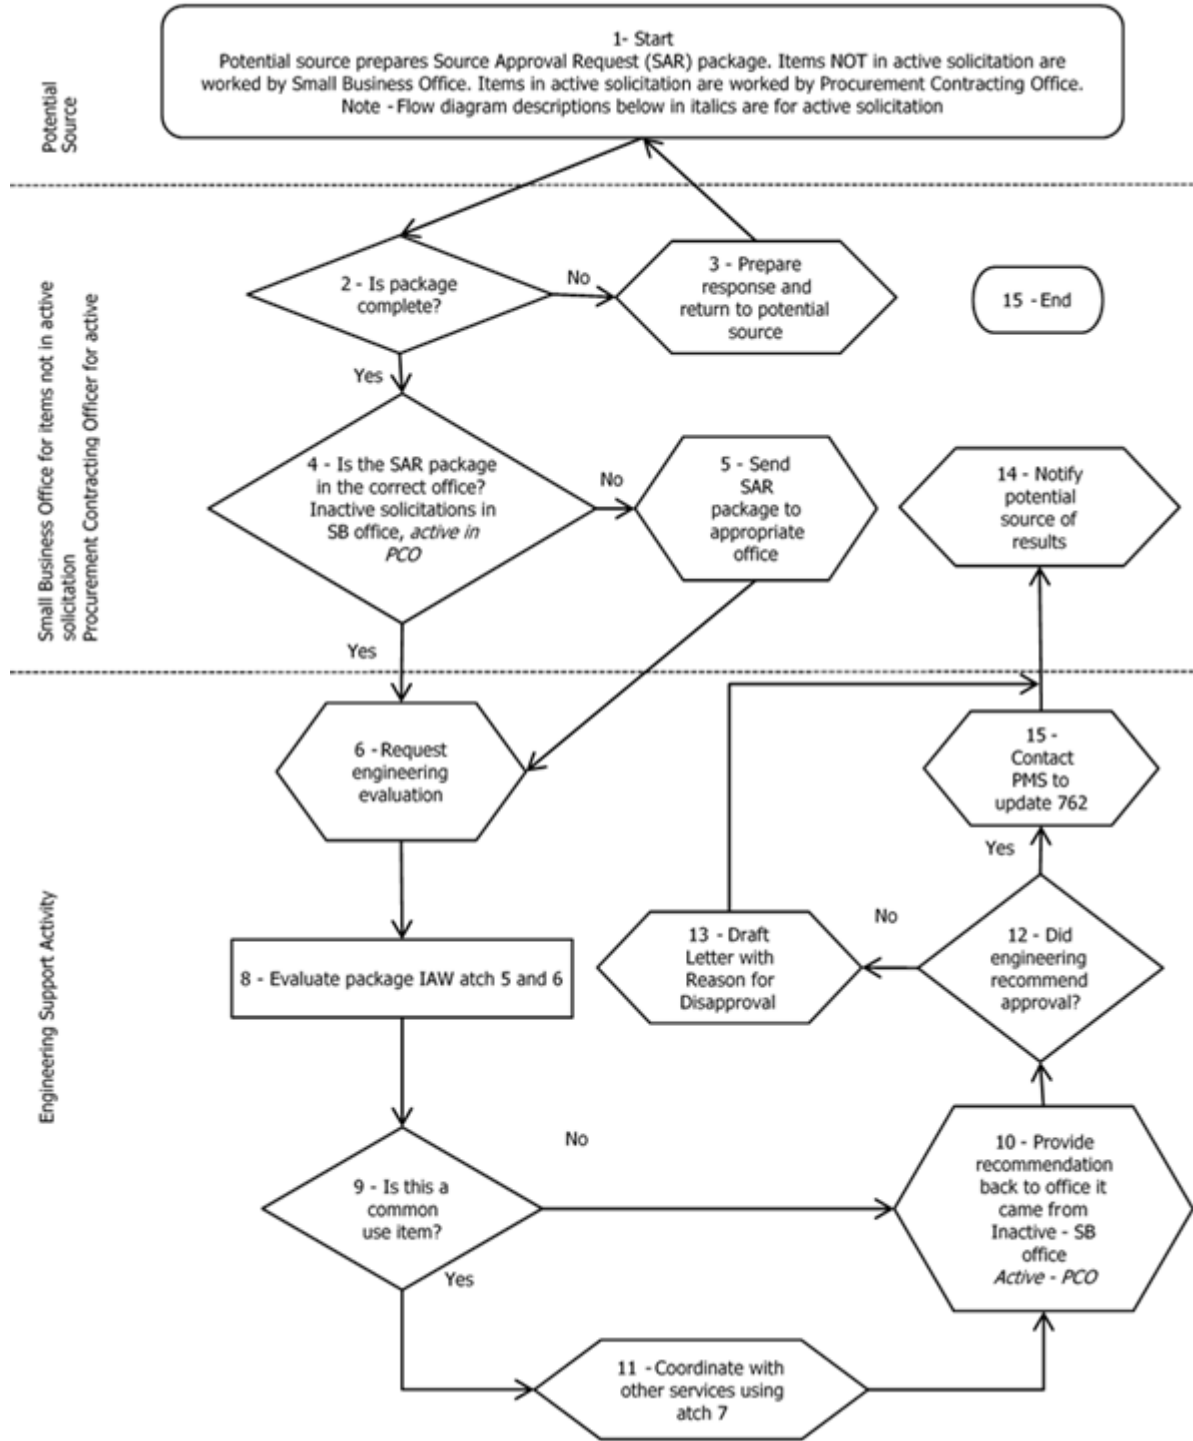 1- Start
Potential source prepares Source Approval Request (SAR) package. Items NOT in active solicitation are
worked by Small Business Office. Items in active solicitation are worked by Procurement Contracting Office.
Note - Flow diagram descriptions below in italics are for active solicitation
Potential
Source
2 - Is package
complete?
No
3 - Prepare
response and
return to potential
source
15 - End
Yes
Small Business Office for items not in active
solicitation
Procurement Contracting Officer for active
4 - Is the SAR package
in the correct office?
Inactive solicitations in
SB office, active in
PCO
No
5 - Send
SAR
package to
appropriate
office
14 - Notify
potential
source of
results
Yes
6 - Request
engineering
evaluation
15 -
Contact
PMS to
update 762
Yes
Engineering Support Activity
8 - Evaluate package IAW atch 5 and 6
No
13 - Draft
Letter with
Reason for
Disapproval
12 - Did
engineering
recommend
approval?
9 - Is this a
common
use item?
No
10 - Provide
recommendation
back to office it
came from
Inactive - SB
office
Active - PCO
Yes
11 - Coordinate with
other services using
atch 7